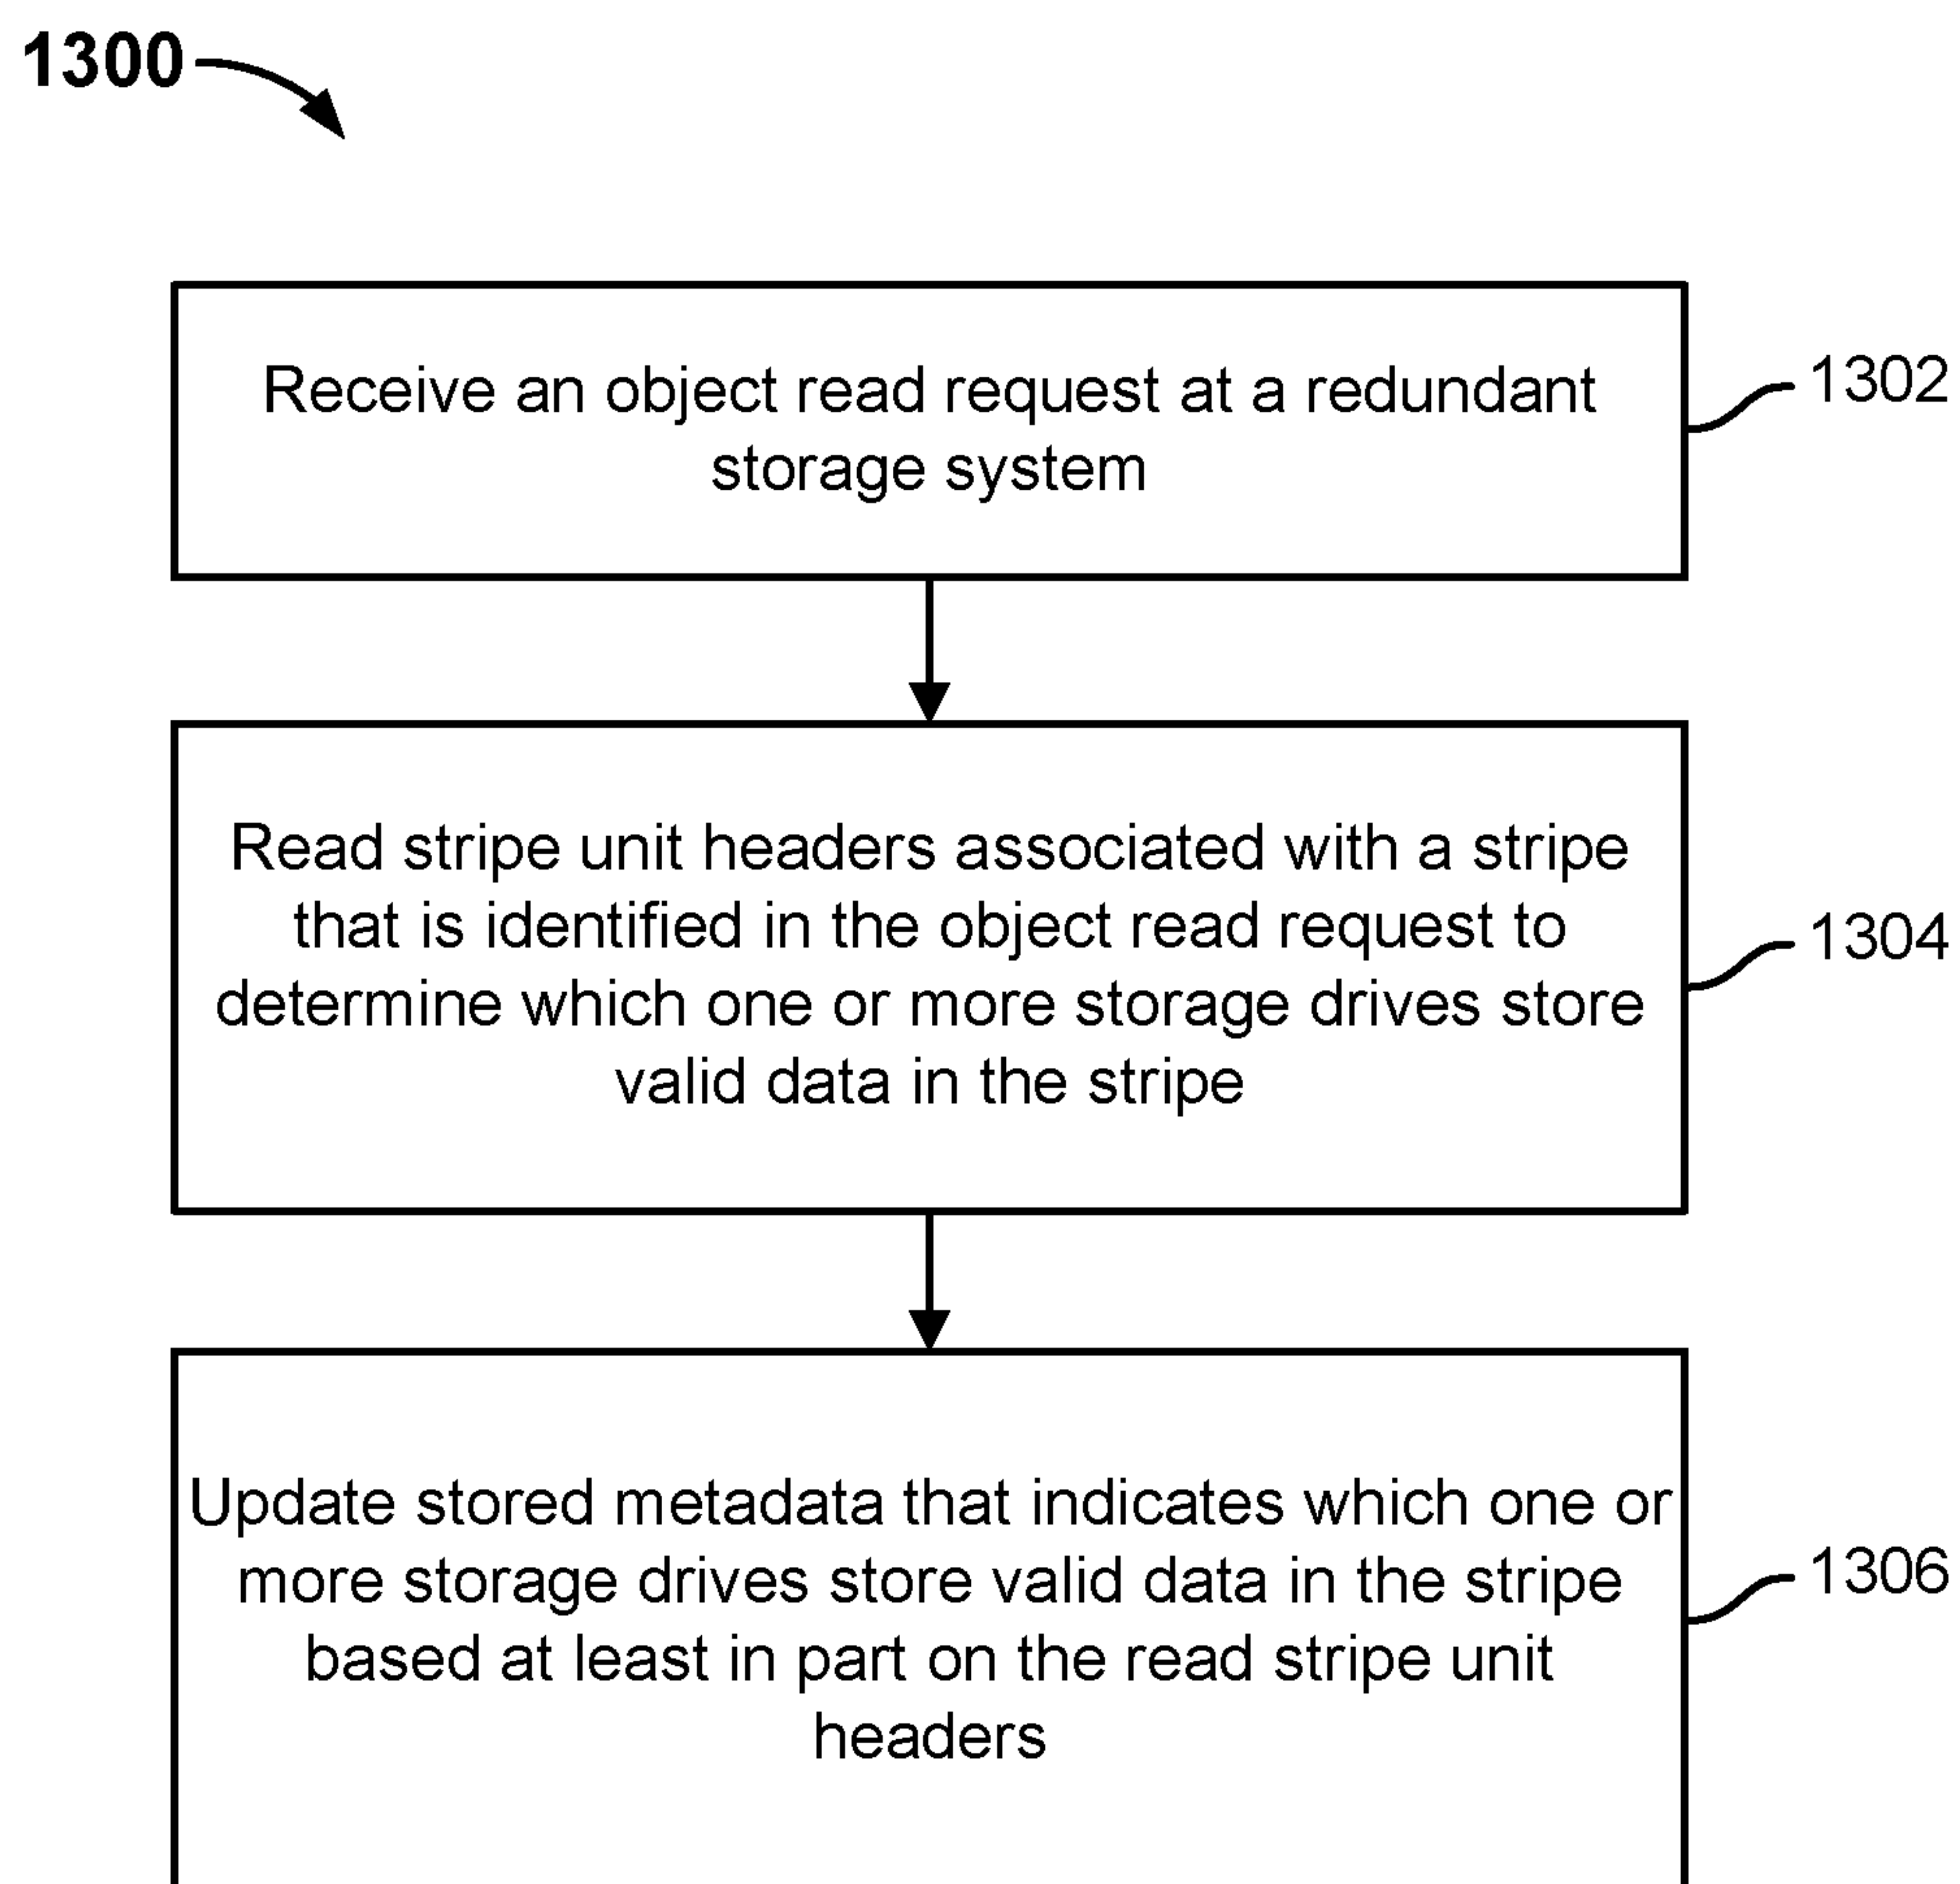 1300
Receive an object read request at a redundant
storage system
1302
Read stripe unit headers associated with a stripe
that is identified in the object read request to
determine which one or more storage drives store
valid data in the stripe
1304
Update stored metadata that indicates which one or
more storage drives store valid data in the stripe
based at least in part on the read stripe unit
headers
1306